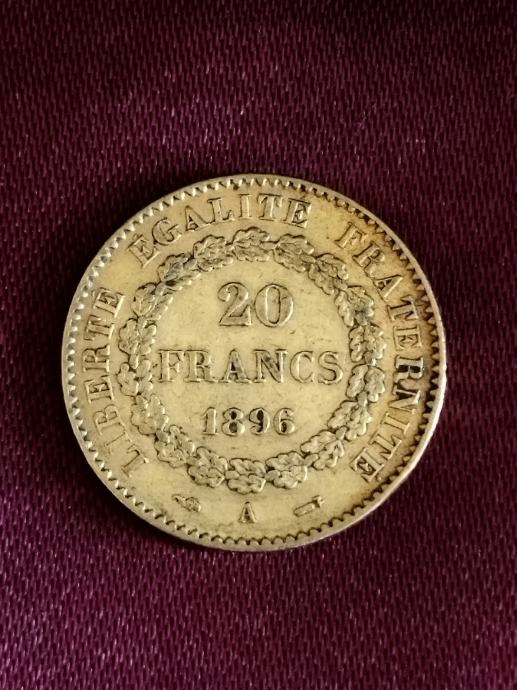 LIBERTE EGALITE FRATERNITE
20
FRANCS
1896
A